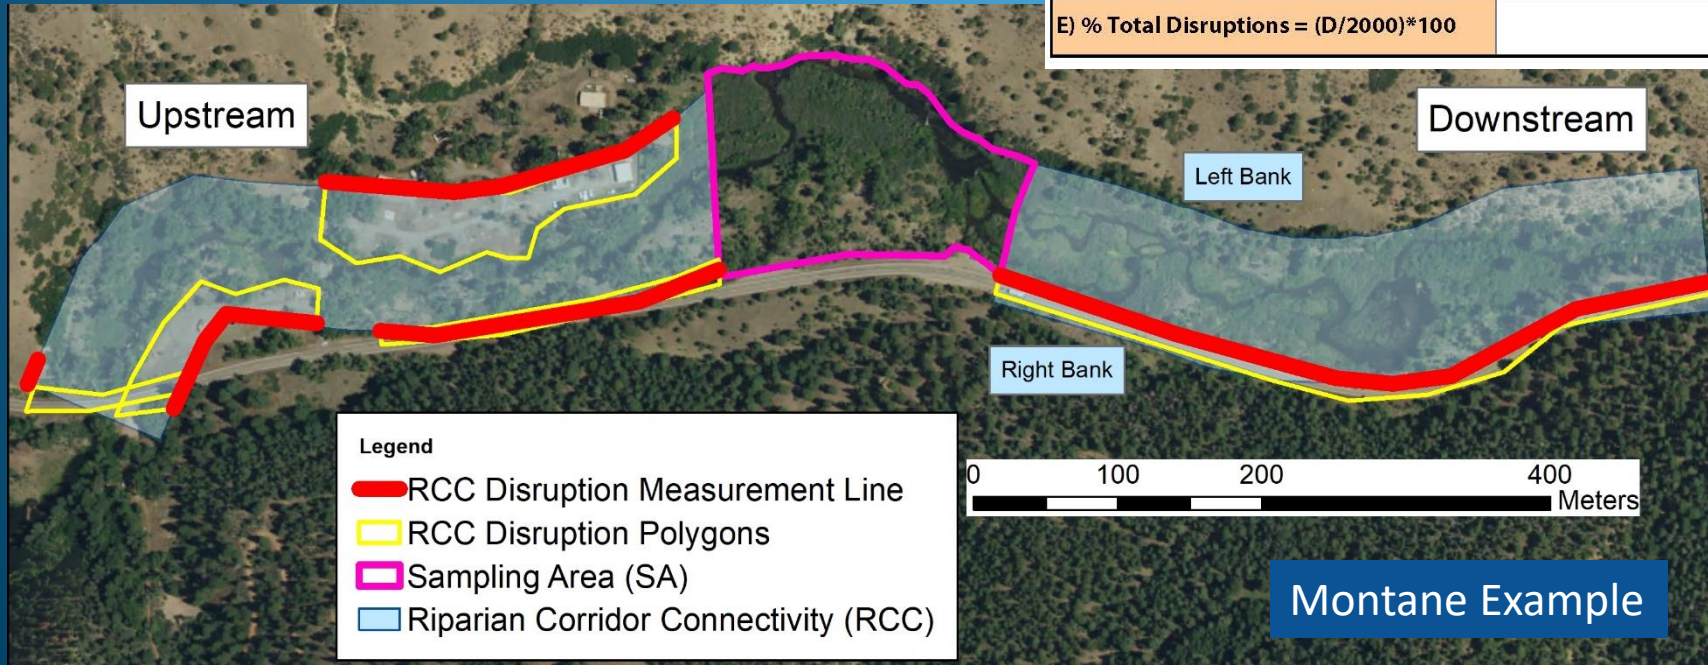 E) % Total Disruptions = (D/2000)*100
Upstream
Downstream
Left Bank
Right Bank
Legend
RCC Disruption Measurement Line
RCC Disruption Polygons
Sampling Area (SA)
Riparian Corridor Connectivity (RCC)
0 100 200 400
Meters
Montane Example